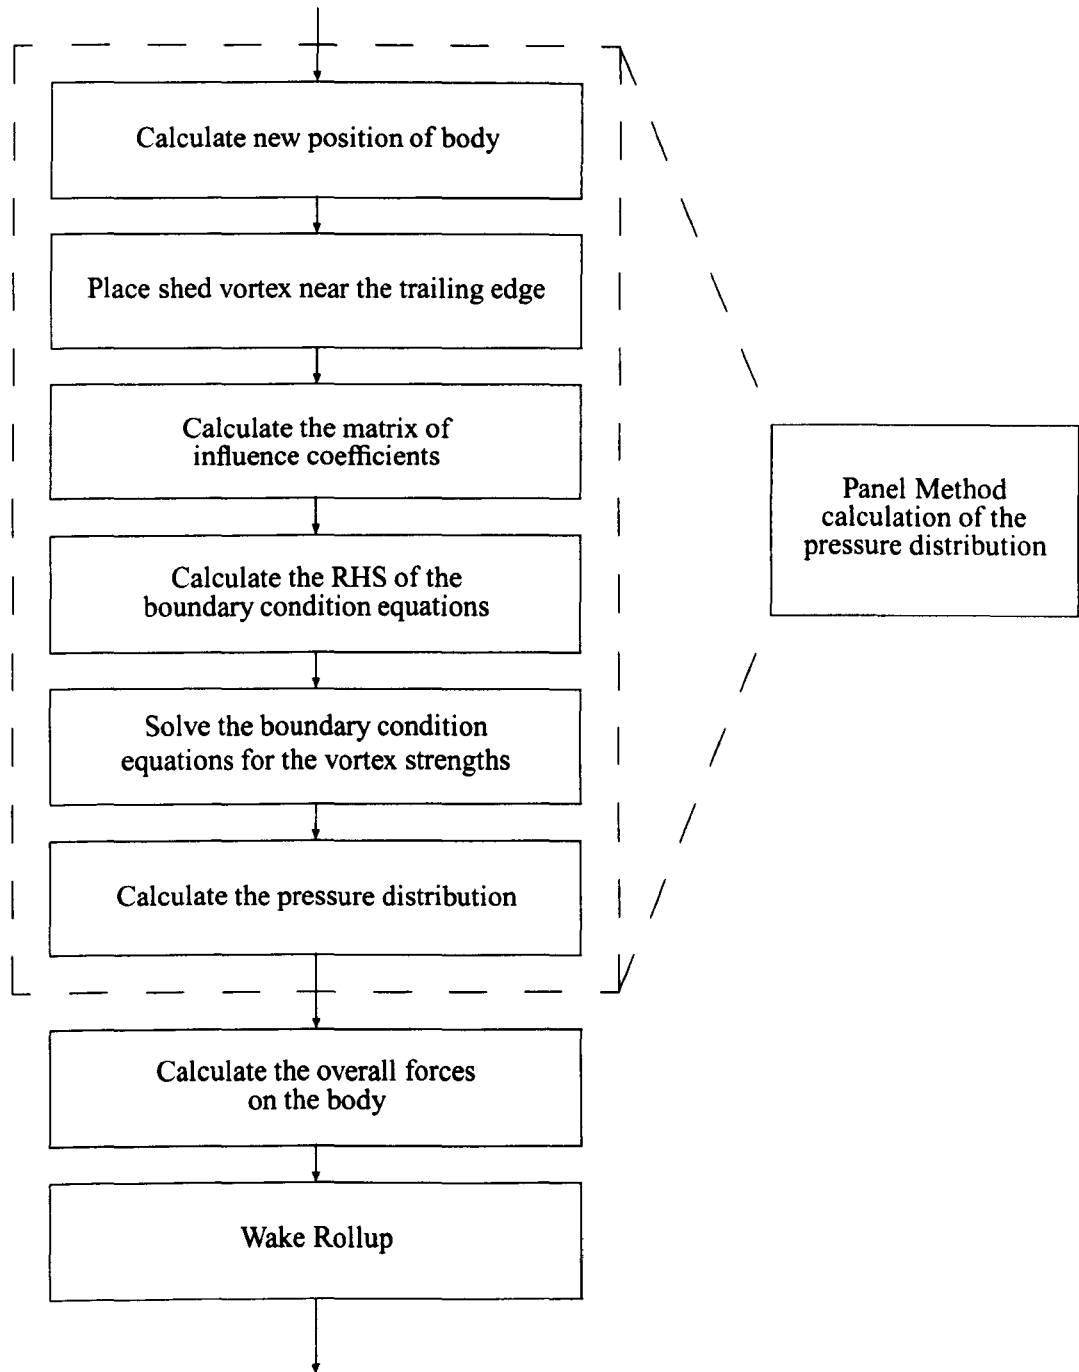 Calculate new position of body
Place shed vortex near the trailing edge
Calculate the matrix of
influence coefficients
Calculate the RHS of the
boundary condition equations
Solve the boundary condition
equations for the vortex strengths
Calculate the pressure distribution
Calculate the overall forces
on the body
Wake Rollup
Panel Method
calculation of the
pressure distribution